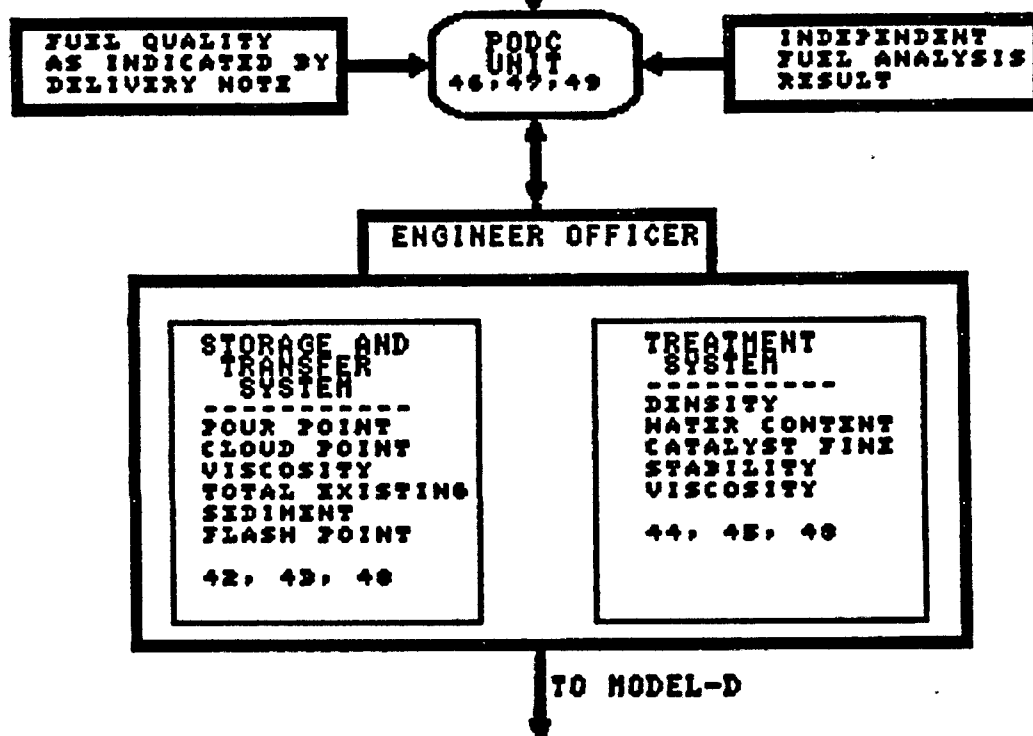 FUEL QUALITY
AS INDICATED BY
DELIVERY NOTE
PODC
UNIT
46,47,49
INDEPENDENT
FUEL ANALYSIS
RESULT
ENGINEER OFFICER
STORAGE AND
TRANSFER
SYSTEM
-----------
POUR POINT
CLOUD POINT
VISCOSITY
TOTAL EXISTING
SEDIMENT
FLASH POINT
42, 43, 48
TREATMENT
SYSTEM
----------
DENSITY
WATER CONTENT
CATALYST FINE
STABILITY
VISCOSITY
44, 45, 48
TO MODEL-D